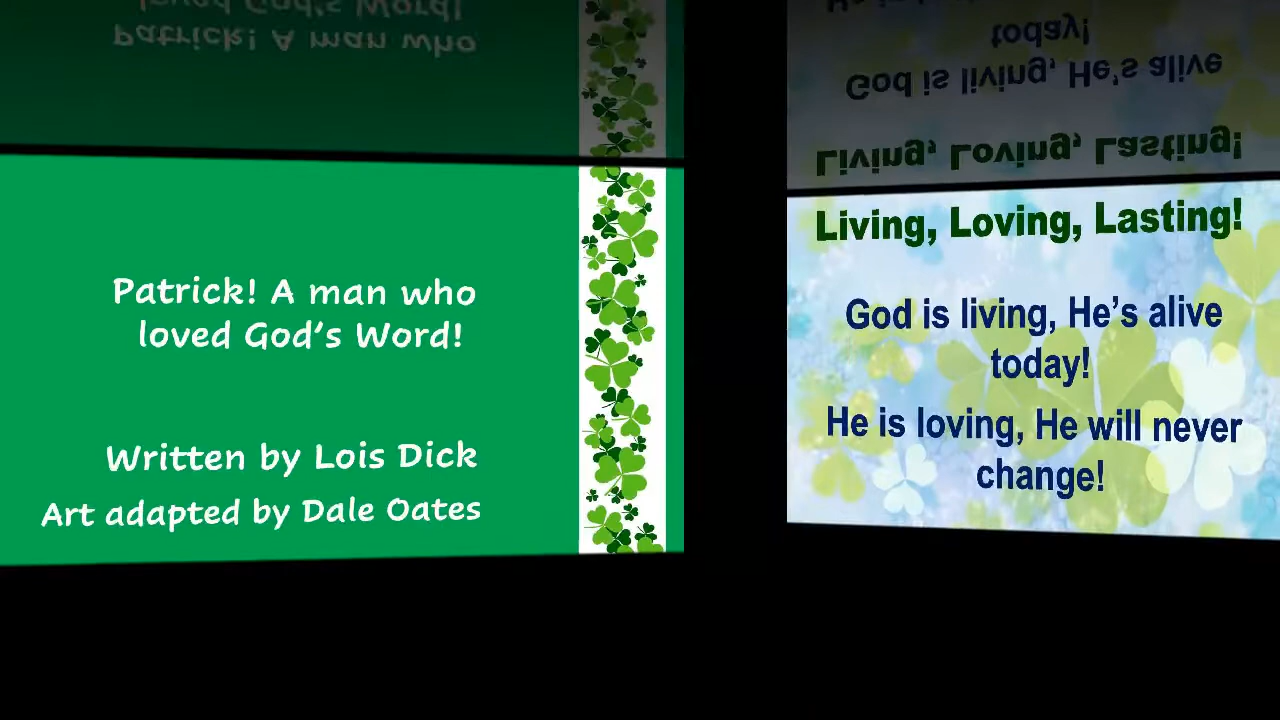 Patrick! A man who
loved God's Word!
Written by Lois Dick
Art adapted by Dale Oates
Living, Loving, Lasting!
God is living, He's alive
today!
He is loving, He will never
change!